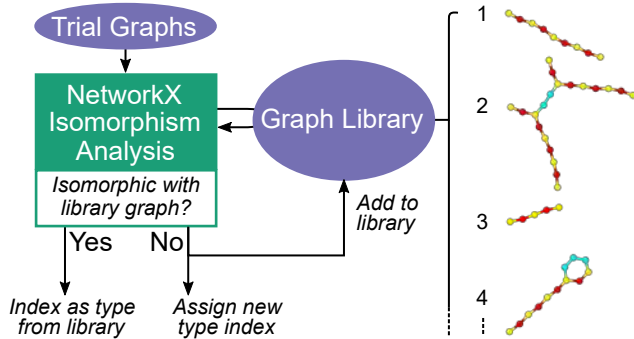 Trial Graphs
NetworkX
Isomorphism
Analysis
Isomorphic with
library graph?
Yes
No
Index as type
from library
Assign new
type index
Graph Library
Add to
library
1
2
3
4